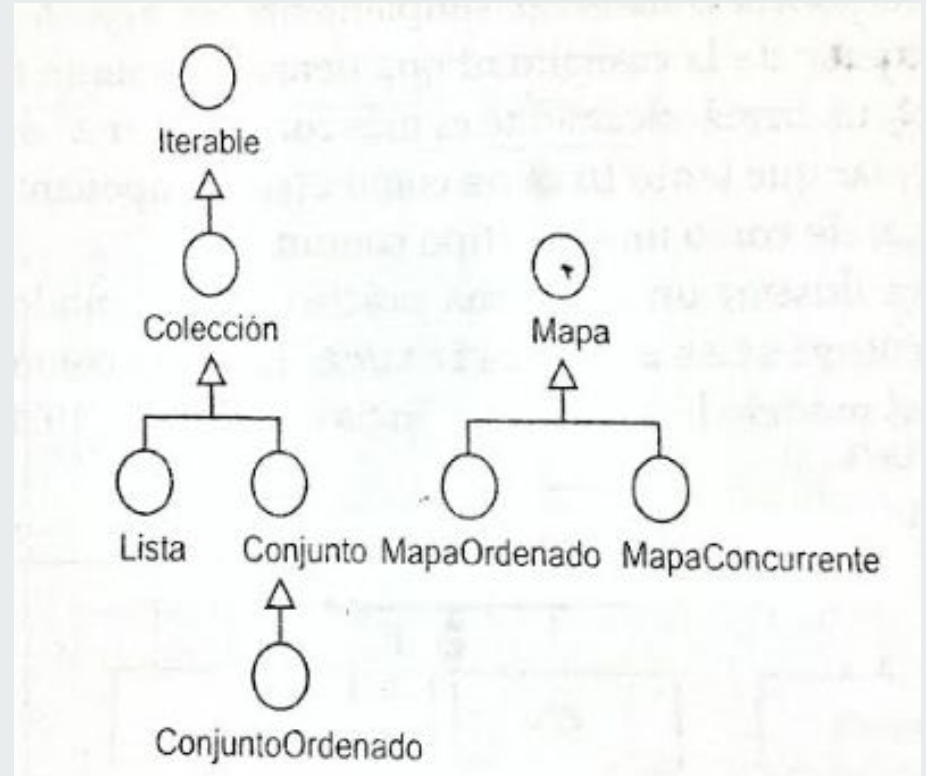 Iterable
Colección
Mapa
Lista
Conjunto
MapaOrdenado
MapaConcurrente
ConjuntoOrdenado